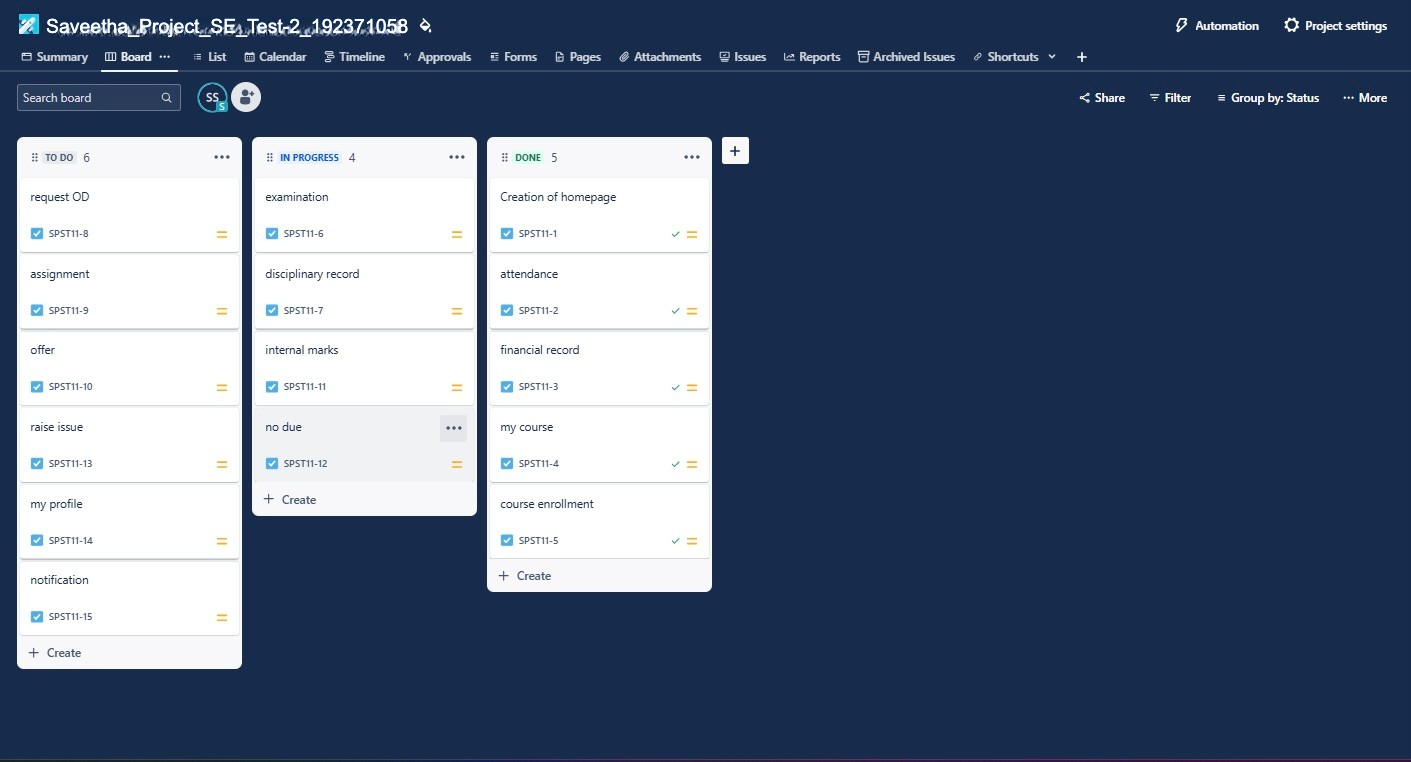 Saveetha_Project_SE_Test-2_192371058
Automation Project settings
Summary Board List Calendar Timeline Approvals Forms Pages Attachments Issues Reports Archived Issues Shortcuts
Search board SS S Share Filter Group by: Status More
TO DO 6
request OD
SPST11-8
assignment
SPST11-9
offer
SPST11-10
raise issue
SPST11-13
my profile
SPST11-14
notification
SPST11-15
+ Create
IN PROGRESS 4
examination
SPST11-6
disciplinary record
SPST11-7
internal marks
SPST11-11
no due
SPST11-12
+ Create
DONE 5
Creation of homepage
SPST11-1
attendance
SPST11-2
financial record
SPST11-3
my course
SPST11-4
course enrollment
SPST11-5
+ Create